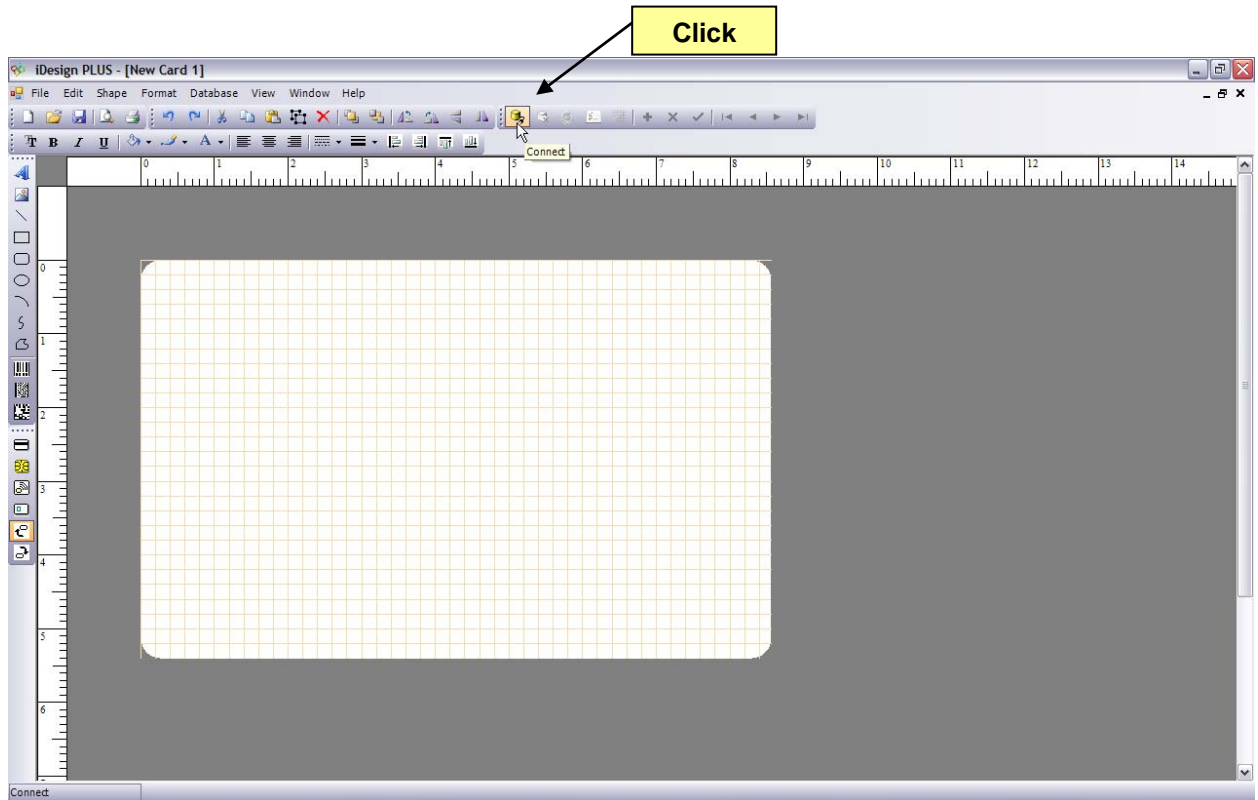 Click
iDesign PLUS - [New Card 1]
File Edit Shape Format Database View Window Help
T B I U A
Connect
0 1 2 3 4 5 6 7 8 9 10 11 12 13 14
0
1
2
3
4
5
6
Connect